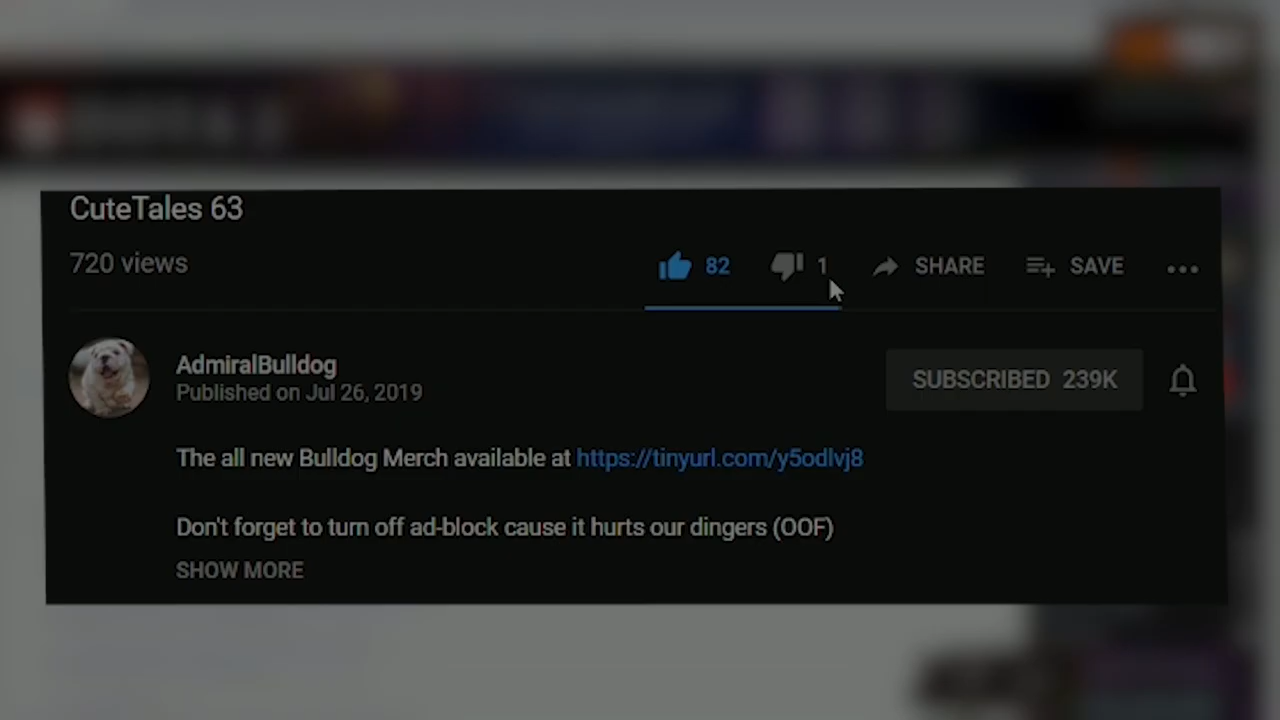 CuteTales 63
720 views
82 1 SHARE SAVE
AdmiralBulldog
Published on Jul 26, 2019
SUBSCRIBED 239K
The all new Bulldog Merch available at https://tinyurl.com/y5odlvj8
Don't forget to turn off ad-block cause it hurts our dingers (OOF)
SHOW MORE